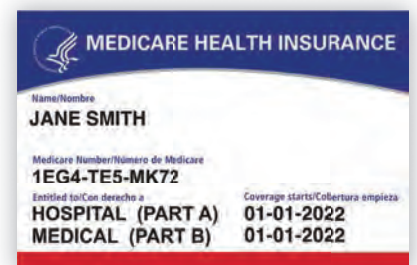 MEDICARE HEALTH INSURANCE
Name/Nombre
JANE SMITH
Medicare Number/Número de Medicare
1EG4-TE5-MK72
Entitled to/Con derecho a Coverage starts/Cobertura empieza
HOSPITAL (PART A) 01-01-2022
MEDICAL (PART B) 01-01-2022